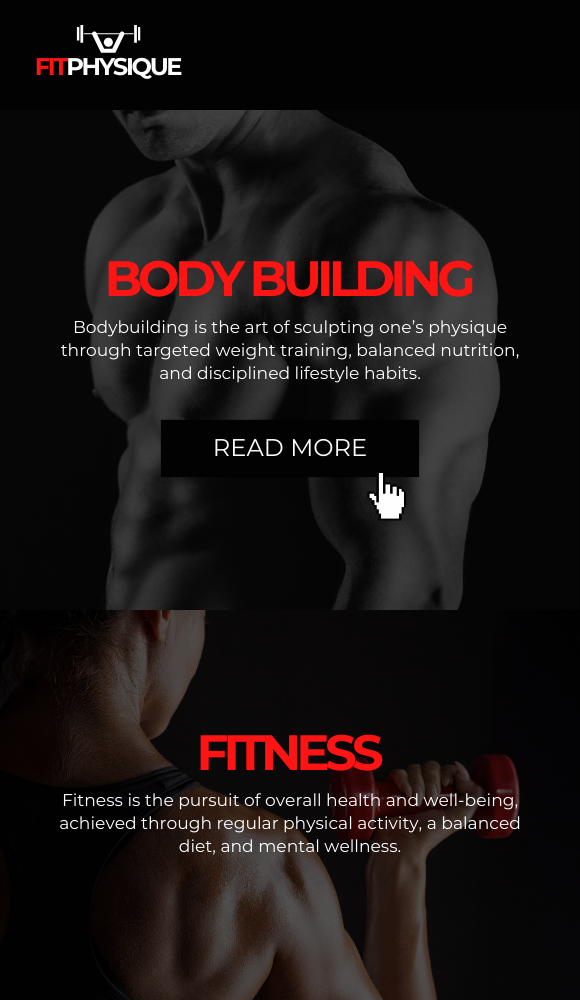 FITPHYSIQUE
BODY BUILDING
Bodybuilding is the art of sculpting one’s physique
through targeted weight training, balanced nutrition,
and disciplined lifestyle habits.
READ MORE
FITNESS
Fitness is the pursuit of overall health and well-being,
achieved through regular physical activity, a balanced
diet, and mental wellness.